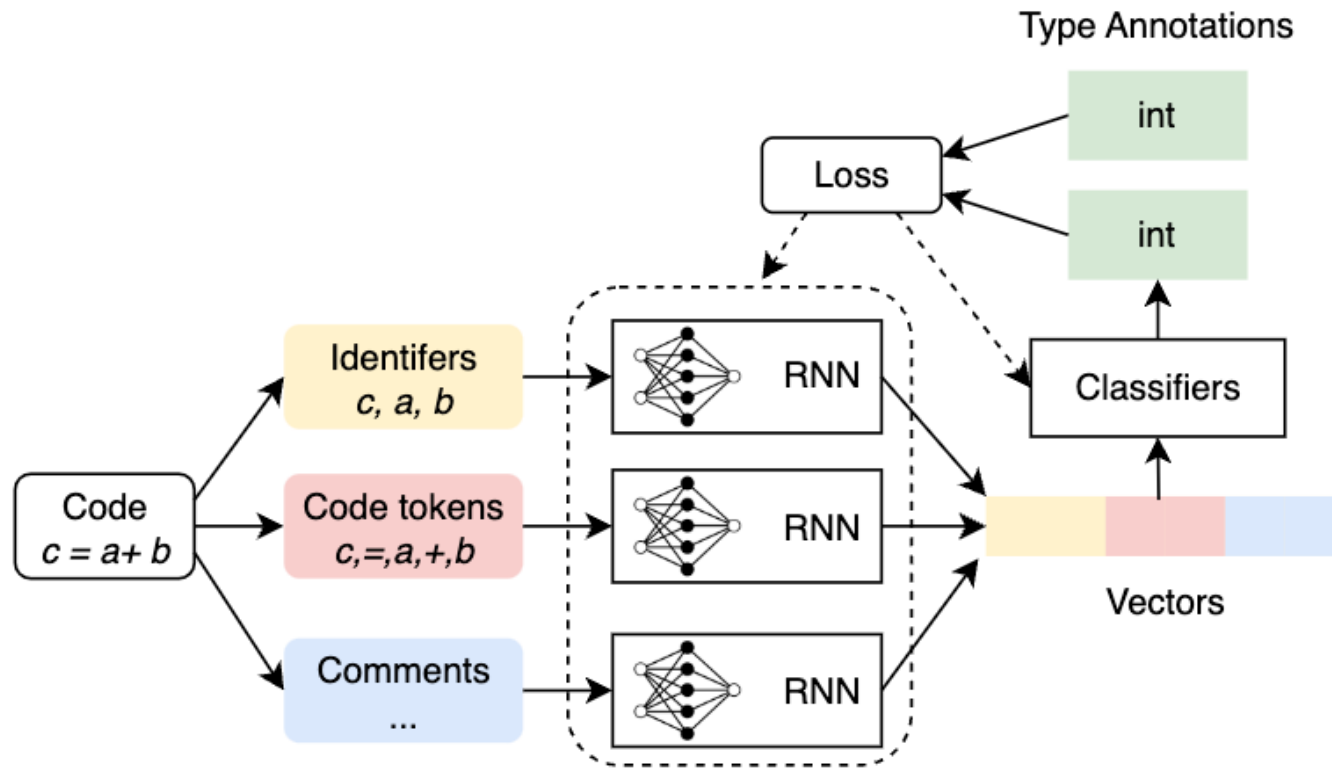 Type Annotations
int
Loss
int
Identifers
c, a, b
RNN
Classifiers
Code
c = a+ b
Code tokens
c,=,a,+,b
RNN
Vectors
Comments
...
RNN